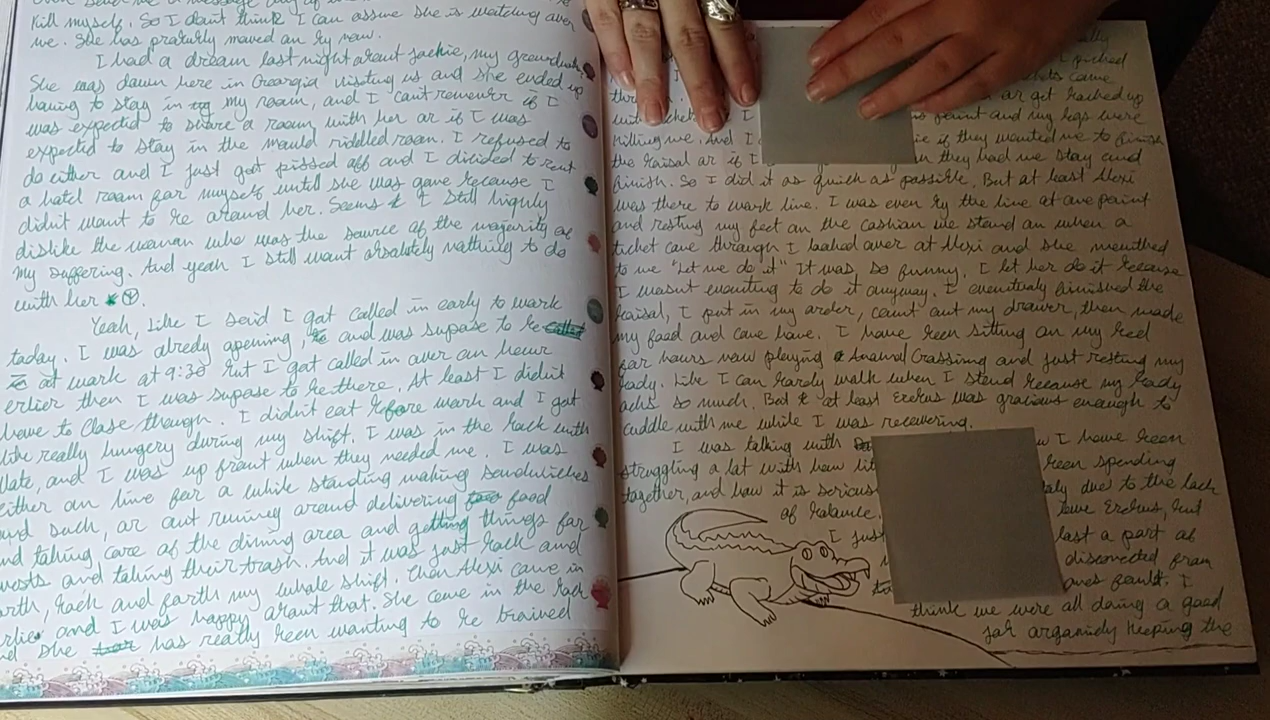 kill myself. So I don't think I can assume she is watching over
me. She has probably moved on by now.
I had a dream last night about Jackie, my grandmother,
She was down here in Georgia visiting us and she ended up
having to stay in my room, and I can't remember if I
was expected to share a room with her or if I was
expected to stay in the mould riddled room. I refused to
do either and I just got pissed off and I decided to rent
a hotel room for myself untill she was gone because I
didn't want to be around her. Seems I still highly
dislike the woman who was the source of the majority of
my suffering. And yeah I still want absolutely nothing to do
with her
Yeah, like I said I got called in early to work
today. I was alredy opening, and was supose to be
at work at 9:30 but I got called in over an hour
erlier then I was supose to be there. At least I didn't
have to close though. I didn't eat before work and I got
like really hungery during my shift. I was in the back with
Nate, and I was up front when they needed me. I was
either on line for a while standing making sandwiches
and such, or out runing around delivering food
and taking care of the dining area and getting things for
guests and taking their trash. And it was just back and
forth, back and forth my whole shift. Then Alexi came in
erlier and I was happy about that. She came in the back
and she has really been wanting to be trained
picked
come
or get backed up
I point and my legs were
killing me. And I if they wanted me to finish
the or if I they had me stay and
finish. So I did it as quick as possible. But at least Alexi
was there to work line. I was even by the line at one point
and resting my feet on the cushion we stand on when a
ticket came through I looked over at Alexi and she mouthed
to me "Let me do it" It was so funny. I let her do it because
I wasn't wanting to do it anyway. I eventualy finished the
I put in my order, count out my drawer, then made
my food and came home. I have been sitting on my bed
for hours now playing Animal Crossing and just resting my
body. Like I can barely walk when I stand because my body
achs so much. But at least Exodus was gratious enough to
cuddle with me while I was recovering.
I was talking with I have been
struggling a lot with how been spending
together, and how it is due to the lack
of balance. love Exodus, but
I just last a part of
disconected from
ones fault. I
think we were all doing a good
job keeping the